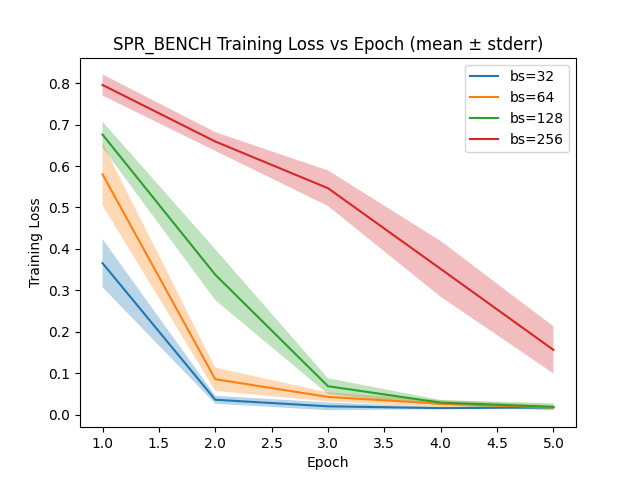 SPR_BENCH Training Loss vs Epoch (mean ± stderr)
bs=32
bs=64
bs=128
bs=256
Training Loss
0.8
0.7
0.6
0.5
0.4
0.3
0.2
0.1
0.0
1.0 1.5 2.0 2.5 3.0 3.5 4.0 4.5 5.0
Epoch